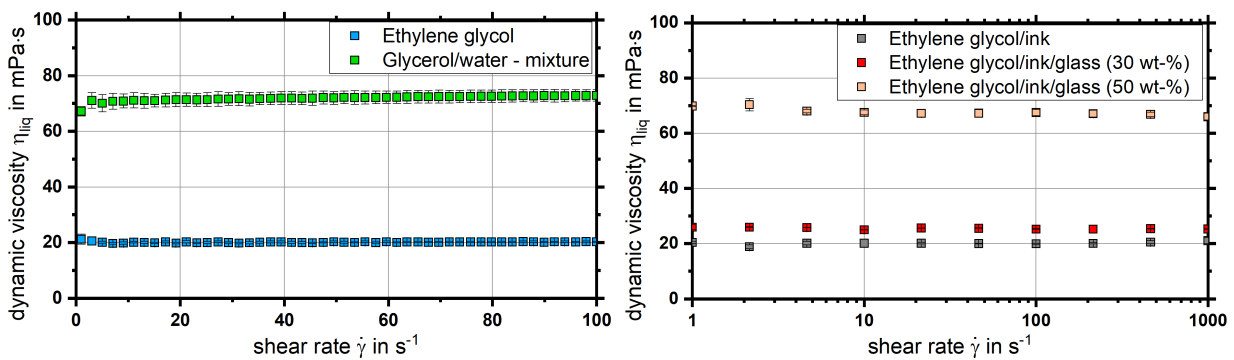 dynamic viscosity ηliq in mPa·s
100
80
60
40
20
0
Ethylene glycol
Glycerol/water - mixture
0 20 40 60 80 100
shear rate γ̇ in s-1
dynamic viscosity ηliq in mPa·s
100
80
60
40
20
0
Ethylene glycol/ink
Ethylene glycol/ink/glass (30 wt-%)
Ethylene glycol/ink/glass (50 wt-%)
1 10 100 1000
shear rate γ̇ in s-1